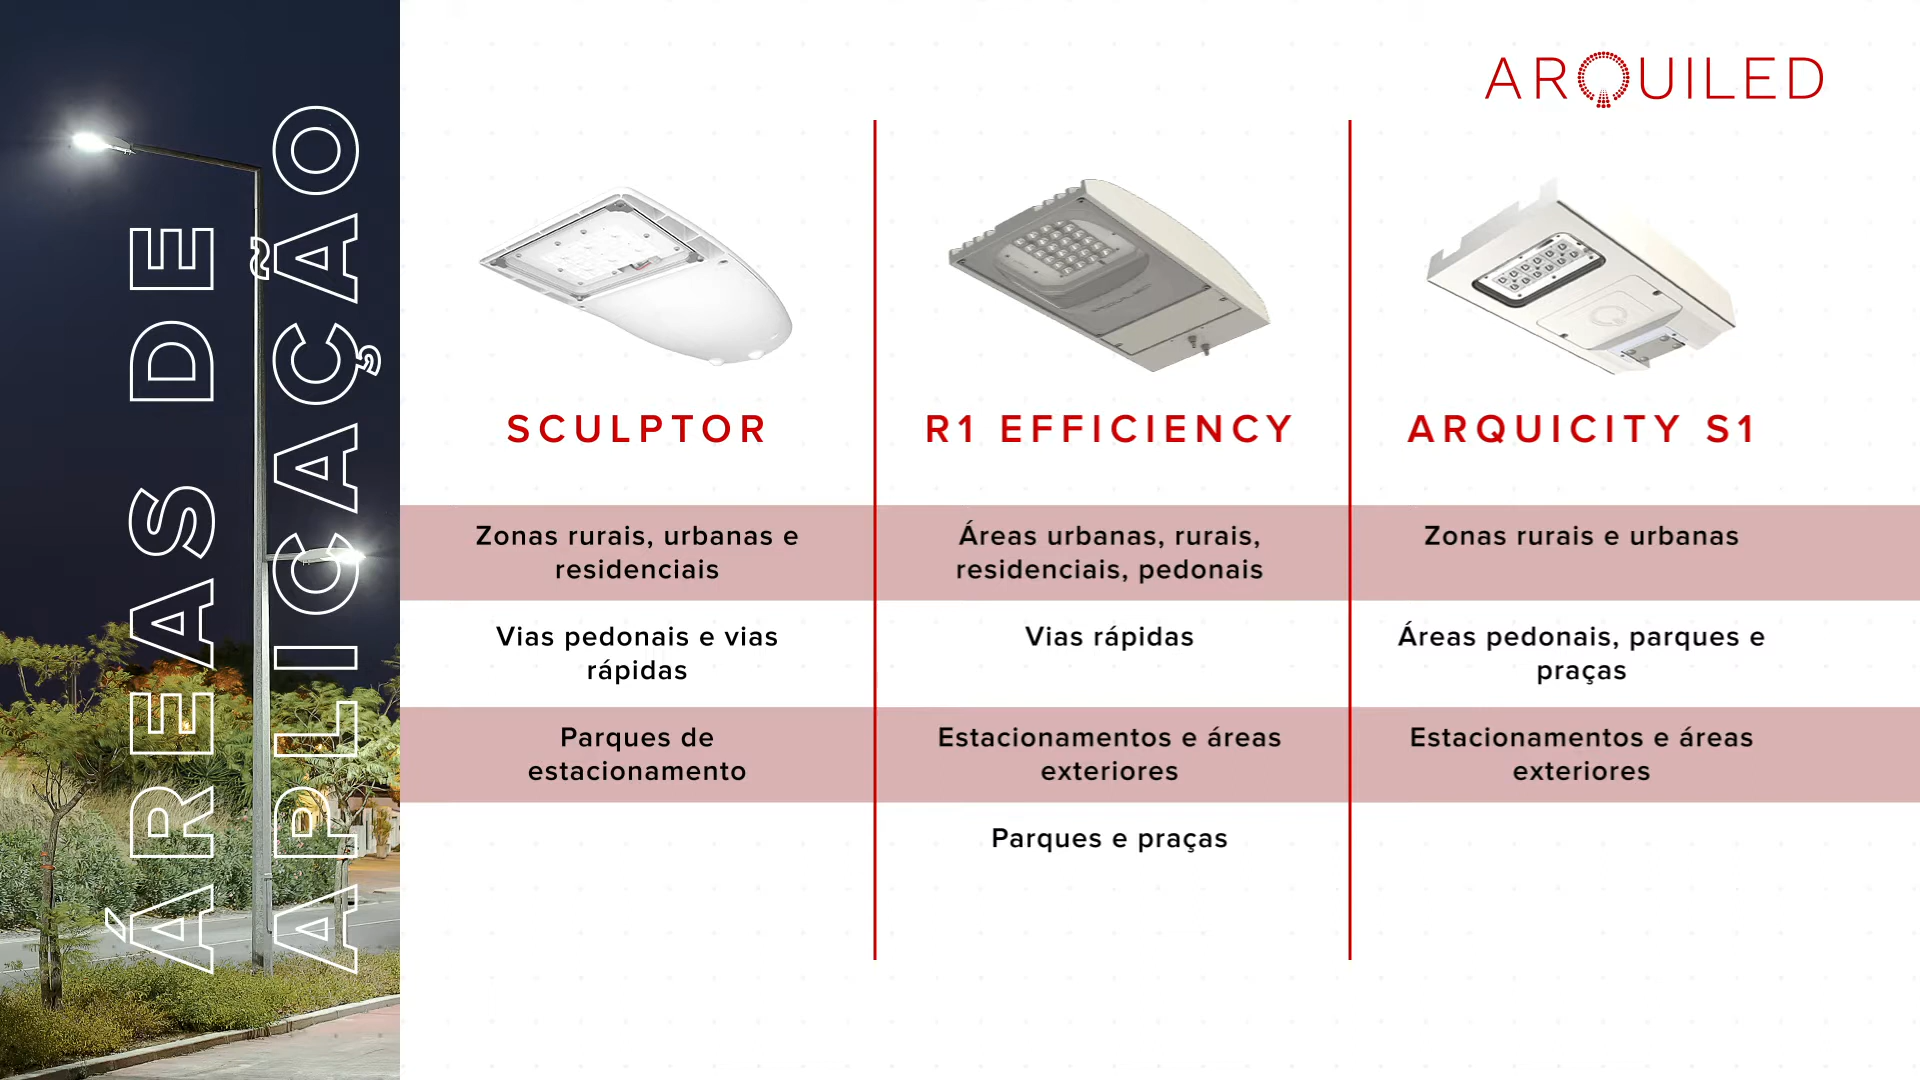 ÁREAS DE
APLICAÇÃO
ARQUILED
SCULPTOR
Zonas rurais, urbanas e
residenciais
Vias pedonais e vias
rápidas
Parques de
estacionamento
R1 EFFICIENCY
Áreas urbanas, rurais,
residenciais, pedonais
Vias rápidas
Estacionamentos e áreas
exteriores
Parques e praças
ARQUICITY S1
Zonas rurais e urbanas
Áreas pedonais, parques e
praças
Estacionamentos e áreas
exteriores